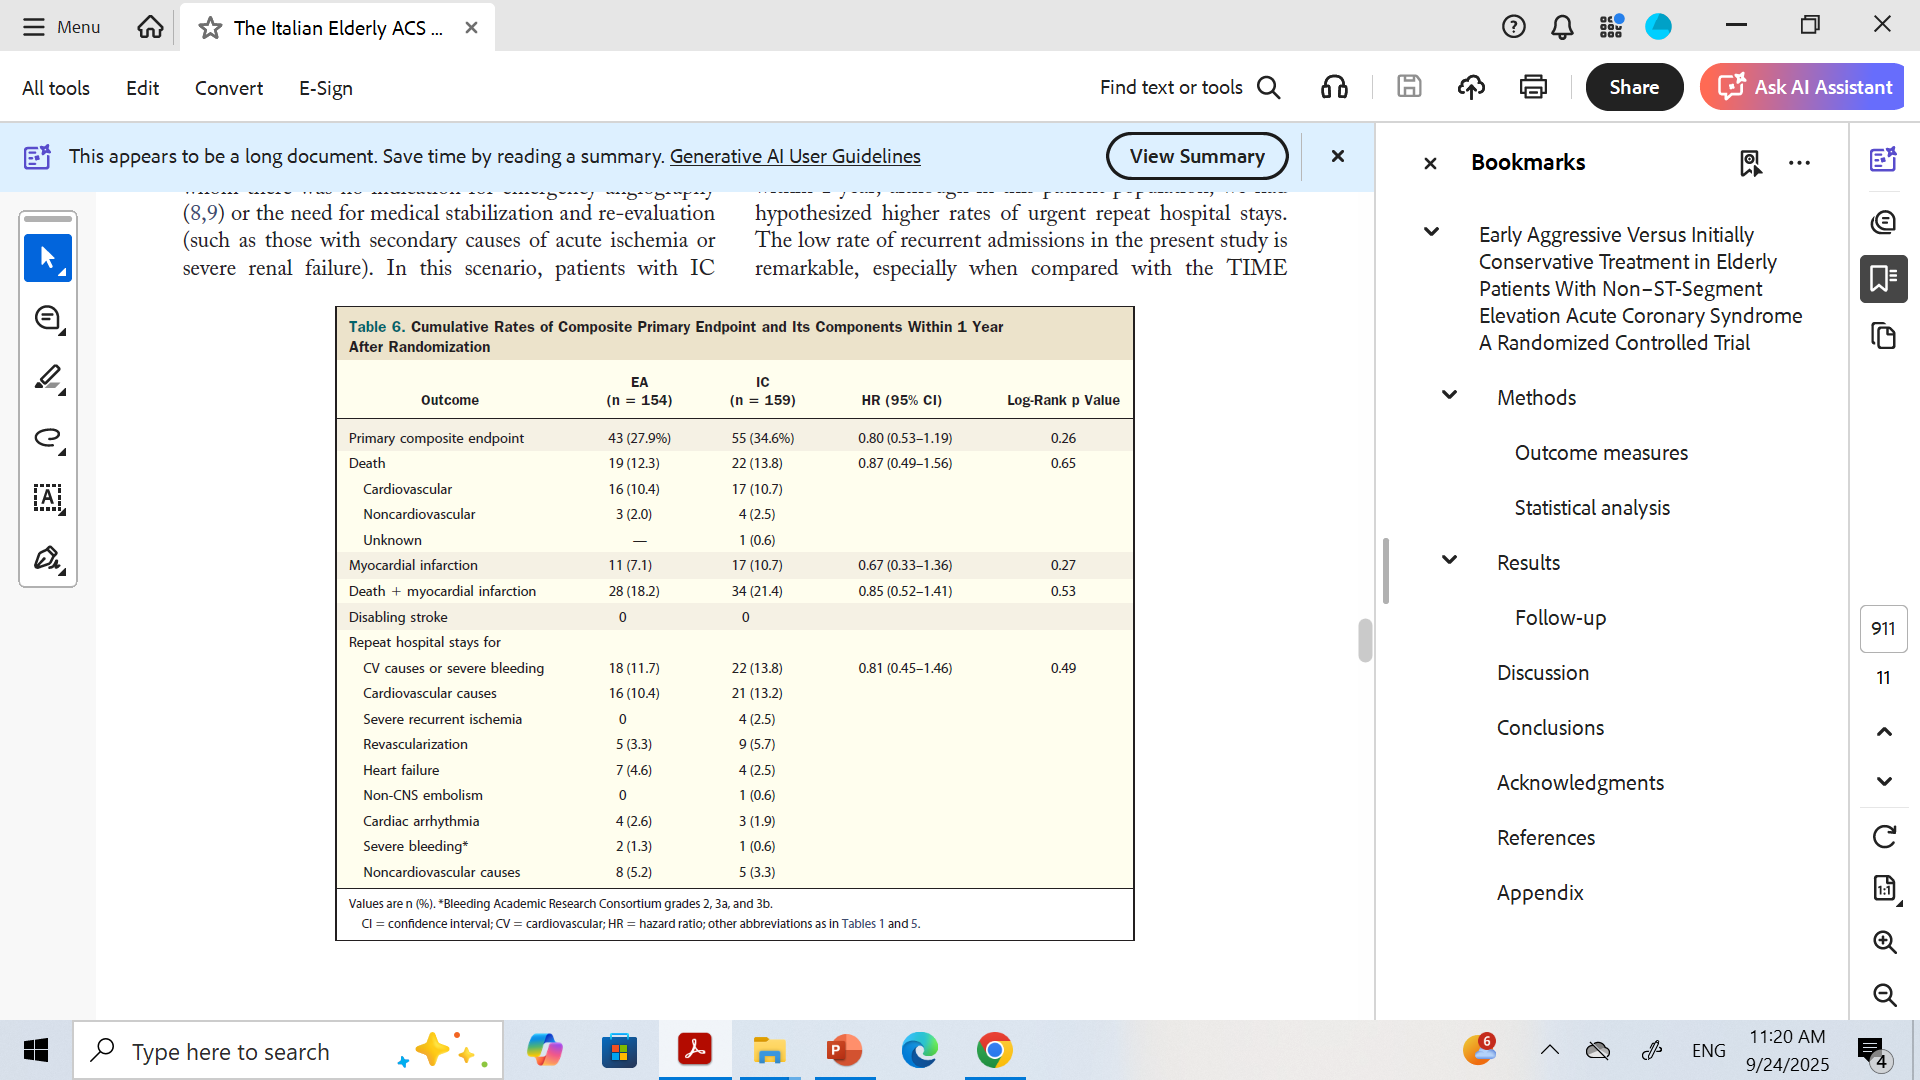 Menu
The Italian Elderly ACS ...
All tools
Edit
Convert
E-Sign
Find text or tools
Share
Ask AI Assistant
This appears to be a long document. Save time by reading a summary. Generative AI User Guidelines
View Summary
(8,9) or the need for medical stabilization and re-evaluation
(such as those with secondary causes of acute ischemia or
severe renal failure). In this scenario, patients with IC
within 1 year, although in this patient population, we had
hypothesized higher rates of urgent repeat hospital stays.
The low rate of recurrent admissions in the present study is
remarkable, especially when compared with the TIME
Table 6. Cumulative Rates of Composite Primary Endpoint and Its Components Within 1 Year
After Randomization
Outcome EA (n = 154) IC (n = 159) HR (95% CI) Log-Rank p Value
Primary composite endpoint 43 (27.9%) 55 (34.6%) 0.80 (0.53–1.19) 0.26
Death 19 (12.3) 22 (13.8) 0.87 (0.49–1.56) 0.65
Cardiovascular 16 (10.4) 17 (10.7)
Noncardiovascular 3 (2.0) 4 (2.5)
Unknown — 1 (0.6)
Myocardial infarction 11 (7.1) 17 (10.7) 0.67 (0.33–1.36) 0.27
Death + myocardial infarction 28 (18.2) 34 (21.4) 0.85 (0.52–1.41) 0.53
Disabling stroke 0 0
Repeat hospital stays for
CV causes or severe bleeding 18 (11.7) 22 (13.8) 0.81 (0.45–1.46) 0.49
Cardiovascular causes 16 (10.4) 21 (13.2)
Severe recurrent ischemia 0 4 (2.5)
Revascularization 5 (3.3) 9 (5.7)
Heart failure 7 (4.6) 4 (2.5)
Non-CNS embolism 0 1 (0.6)
Cardiac arrhythmia 4 (2.6) 3 (1.9)
Severe bleeding* 2 (1.3) 1 (0.6)
Noncardiovascular causes 8 (5.2) 5 (3.3)
Values are n (%). *Bleeding Academic Research Consortium grades 2, 3a, and 3b.
CI = confidence interval; CV = cardiovascular; HR = hazard ratio; other abbreviations as in Tables 1 and 5.
Bookmarks
Early Aggressive Versus Initially
Conservative Treatment in Elderly
Patients With Non–ST-Segment
Elevation Acute Coronary Syndrome
A Randomized Controlled Trial
Methods
Outcome measures
Statistical analysis
Results
Follow-up
Discussion
Conclusions
Acknowledgments
References
Appendix
911
11
1:1
Type here to search
6
ENG
11:20 AM
9/24/2025
4